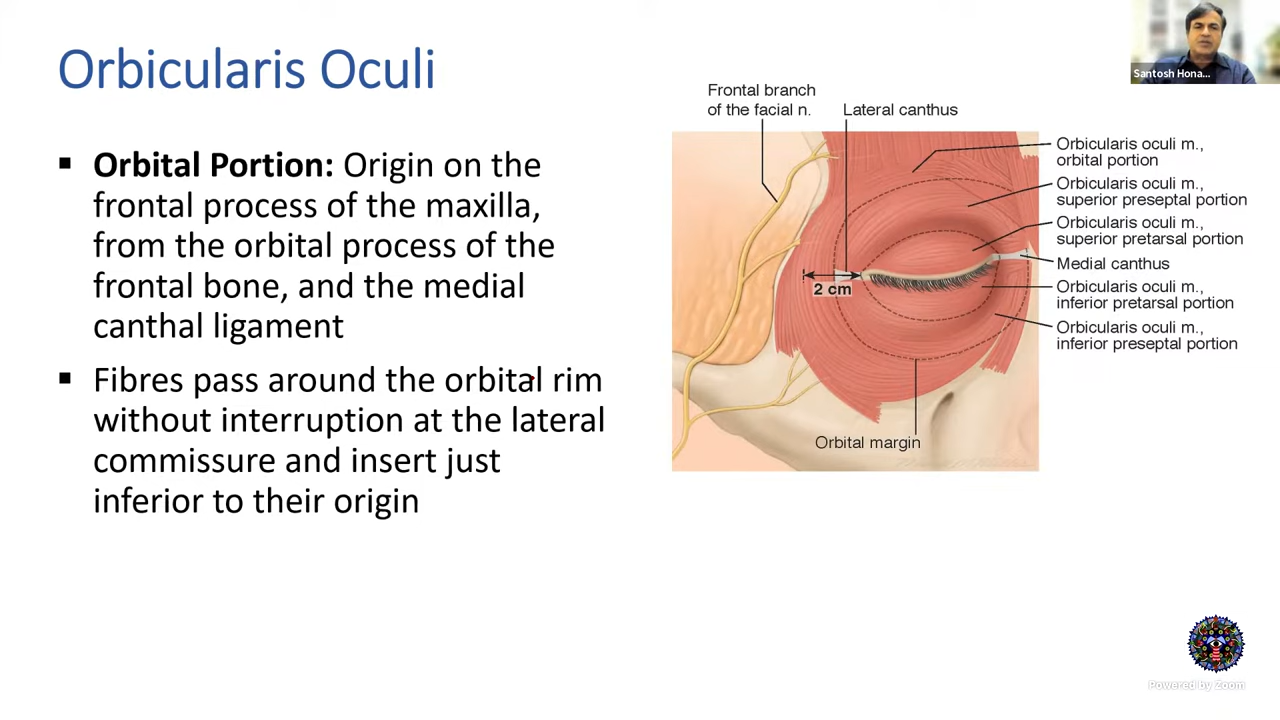 Orbicularis Oculi
▪ Orbital Portion: Origin on the
frontal process of the maxilla,
from the orbital process of the
frontal bone, and the medial
canthal ligament
▪ Fibres pass around the orbital rim
without interruption at the lateral
commissure and insert just
inferior to their origin
Frontal branch
of the facial n.
Lateral canthus
Orbicularis oculi m.,
orbital portion
Orbicularis oculi m.,
superior preseptal portion
Orbicularis oculi m.,
superior pretarsal portion
Medial canthus
Orbicularis oculi m.,
inferior pretarsal portion
Orbicularis oculi m.,
inferior preseptal portion
2 cm
Orbital margin
Santosh Hona...
Powered by Zoom